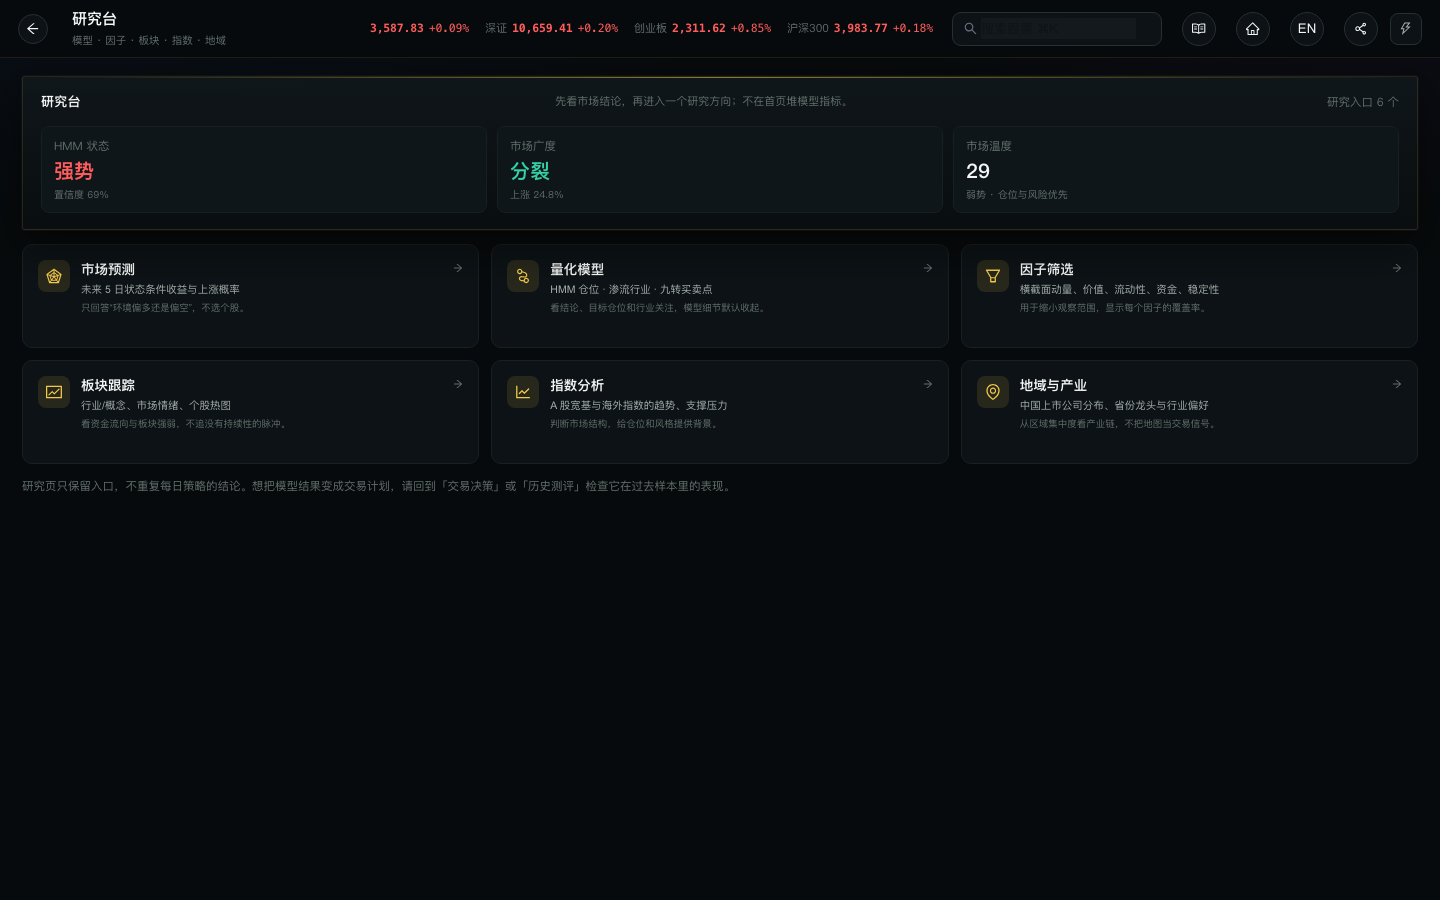 研究台
模型 · 因子 · 板块 · 指数 · 地域
3,587.83 +0.09% 深证 10,659.41 +0.20% 创业板 2,311.62 +0.85% 沪深300 3,983.77 +0.18%
EN
研究台
先看市场结论，再进入一个研究方向；不在首页堆模型指标。
研究入口 6 个
HMM 状态
强势
置信度 69%
市场广度
分裂
上涨 24.8%
市场温度
29
弱势 · 仓位与风险优先
市场预测
未来 5 日状态条件收益与上涨概率
只回答“环境偏多还是偏空”，不选个股。
量化模型
HMM 仓位 · 渗流行业 · 九转买卖点
看结论、目标仓位和行业关注，模型细节默认收起。
因子筛选
横截面动量、价值、流动性、资金、稳定性
用于缩小观察范围，显示每个因子的覆盖率。
板块跟踪
行业/概念、市场情绪、个股热图
看资金流向与板块强弱，不追没有持续性的脉冲。
指数分析
A 股宽基与海外指数的趋势、支撑压力
判断市场结构，给仓位和风格提供背景。
地域与产业
中国上市公司分布、省份龙头与行业偏好
从区域集中度看产业链，不把地图当交易信号。
研究页只保留入口，不重复每日策略的结论。想把模型结果变成交易计划，请回到「交易决策」或「历史测评」检查它在过去样本里的表现。